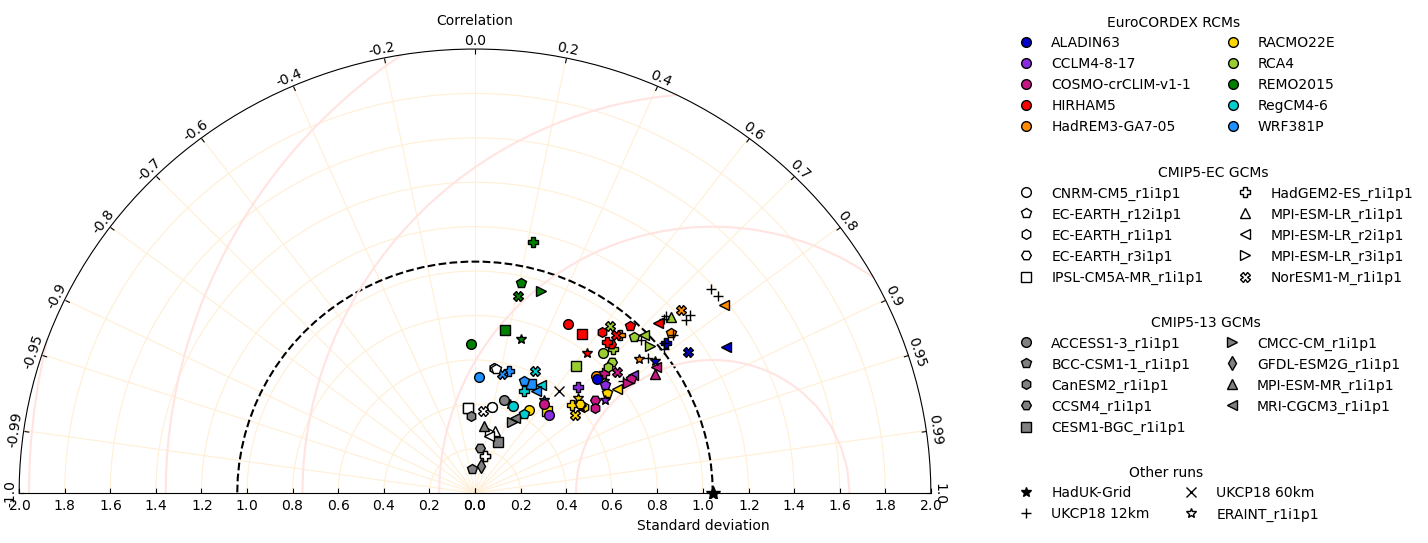 Correlation
0.0
-0.2 0.2
-0.4 0.4
-0.6 0.6
-0.7 0.7
-0.8 0.8
-0.9 0.9
-0.95 0.95
-0.99 0.99
-1.0 1.0
2.0 1.8 1.6 1.4 1.2 1.0 0.8 0.6 0.4 0.2 0.0 0.0 0.2 0.4 0.6 0.8 1.0 1.2 1.4 1.6 1.8 2.0
Standard deviation
EuroCORDEX RCMs
ALADIN63 RACMO22E
CCLM4-8-17 RCA4
COSMO-crCLIM-v1-1 REMO2015
HIRHAM5 RegCM4-6
HadREM3-GA7-05 WRF381P
CMIP5-EC GCMs
CNRM-CM5_r1i1p1 HadGEM2-ES_r1i1p1
EC-EARTH_r12i1p1 MPI-ESM-LR_r1i1p1
EC-EARTH_r1i1p1 MPI-ESM-LR_r2i1p1
EC-EARTH_r3i1p1 MPI-ESM-LR_r3i1p1
IPSL-CM5A-MR_r1i1p1 NorESM1-M_r1i1p1
CMIP5-13 GCMs
ACCESS1-3_r1i1p1 CMCC-CM_r1i1p1
BCC-CSM1-1_r1i1p1 GFDL-ESM2G_r1i1p1
CanESM2_r1i1p1 MPI-ESM-MR_r1i1p1
CCSM4_r1i1p1 MRI-CGCM3_r1i1p1
CESM1-BGC_r1i1p1
Other runs
HadUK-Grid UKCP18 60km
UKCP18 12km ERAINT_r1i1p1